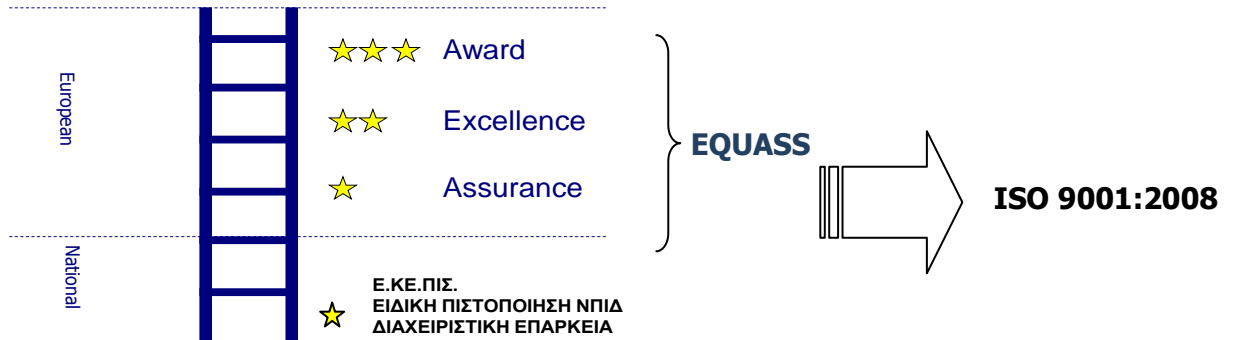 European
Award
Excellence
Assurance
EQUASS
ISO 9001:2008
National
Ε.ΚΕ.ΠΙΣ.
ΕΙΔΙΚΗ ΠΙΣΤΟΠΟΙΗΣΗ ΝΠΙΔ
ΔΙΑΧΕΙΡΙΣΤΙΚΗ ΕΠΑΡΚΕΙΑ